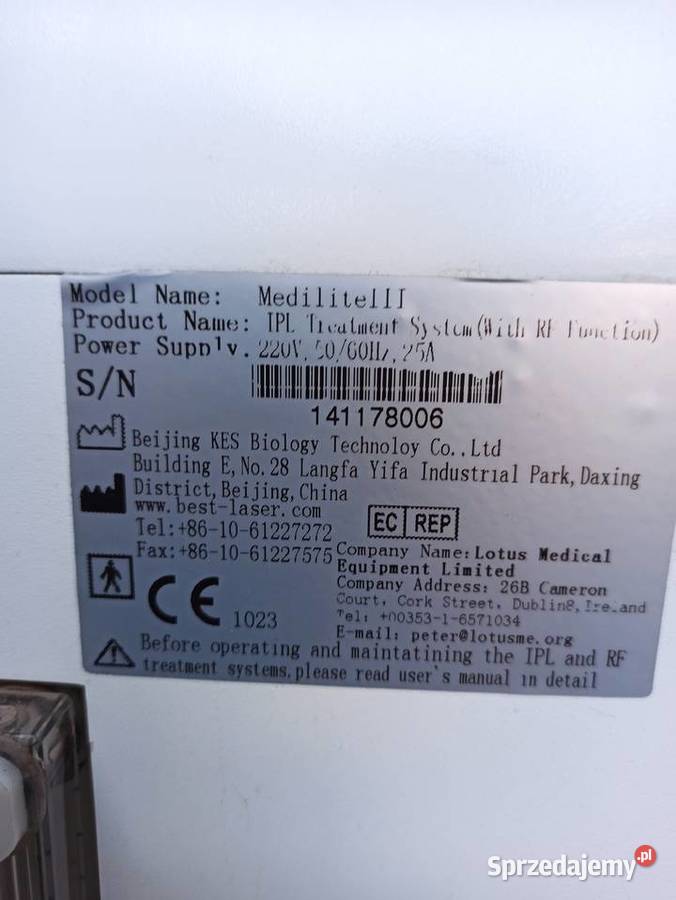 Model Name: MediliteIII
Product Name: IPL Treatment System(With RF Function)
Power Supply: 220V, 50/60Hz, 25A
S/N
141178006
Beijing KES Biology Technoloy Co.,Ltd
Building E, No.28 Langfa Yifa Industrial Park, Daxing
District, Beijing, China
www.best-laser.com
Tel:+86-10-61227272
Fax:+86-10-61227575
EC REP
Company Name: Lotus Medical
Equipment Limited
Company Address: 26B Cameron
Court, Cork Street, Dublin8, Ireland
Tel: +00353-1-6571034
E-mail: peter@lotusme.org
CE 1023
Before operating and maintatining the IPL and RF
treatment systems, please read user's manual in detail
Sprzedajemy.pl